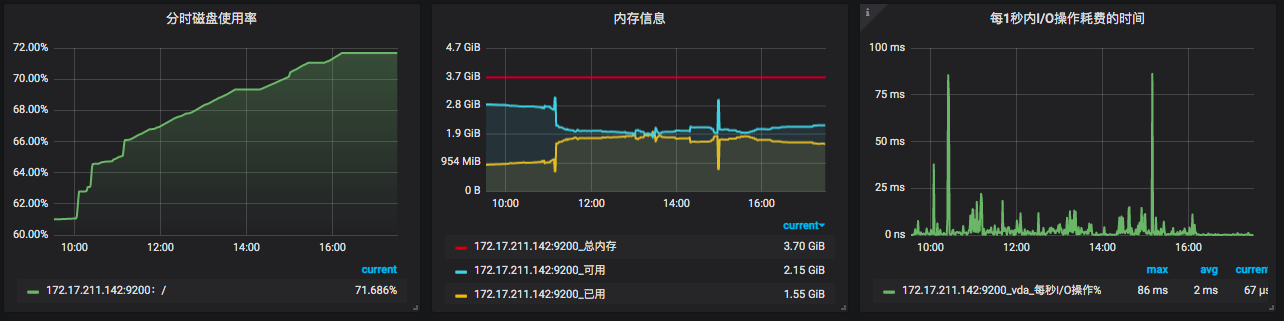 分时磁盘使用率
72.00%
70.00%
68.00%
66.00%
64.00%
62.00%
60.00%
10:00 12:00 14:00 16:00
current
172.17.211.142:9200：/ 71.686%
内存信息
4.7 GiB
3.7 GiB
2.8 GiB
1.9 GiB
954 MiB
0 B
10:00 12:00 14:00 16:00
current
172.17.211.142:9200_总内存 3.70 GiB
172.17.211.142:9200_可用 2.15 GiB
172.17.211.142:9200_已用 1.55 GiB
i
每1秒内I/O操作耗费的时间
100 ms
75 ms
50 ms
25 ms
0 ns
10:00 12:00 14:00 16:00
max avg current
172.17.211.142:9200_vda_每秒I/O操作% 86 ms 2 ms 67 µs